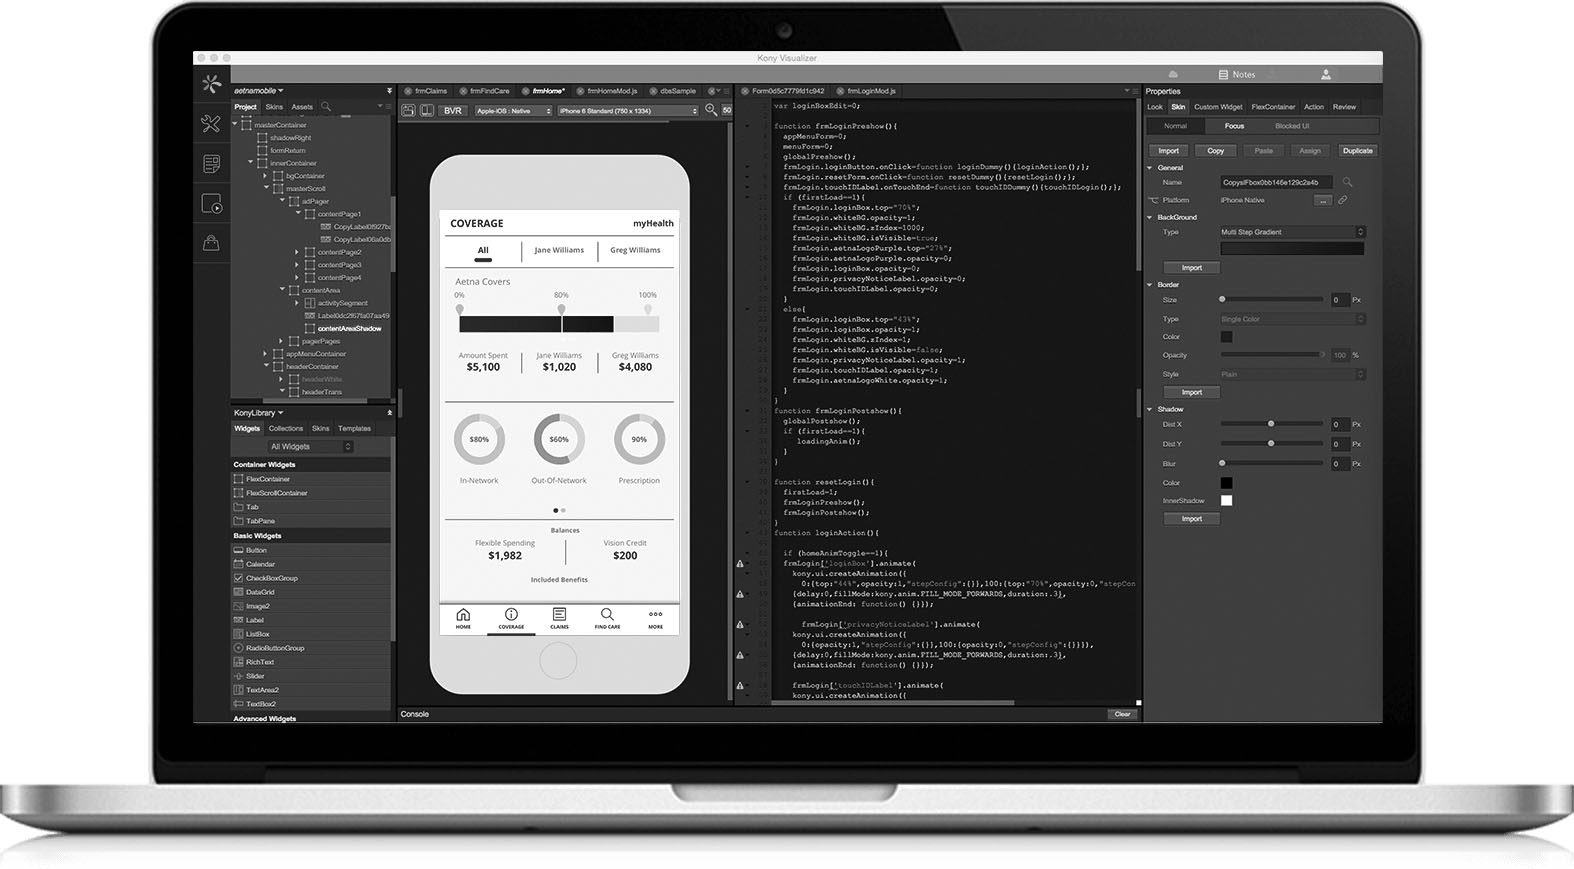 Kony Visualizer
Notes
aetnamobile
Project Skins Assets
masterContainer
shadowRight
formReturn
innerContainer
bgContainer
masterScroll
adPager
contentPage1
contentPage2
contentPage3
contentPage4
contentArea
activitySegment
contentAreaShadow
pagerPages
appMenuContainer
headerContainer
headerWhite
headerTrans
KonyLibrary
Widgets Collections Skins Templates
All Widgets
Container Widgets
FlexContainer
FlexScrollContainer
Tab
TabPane
Basic Widgets
Button
Calendar
CheckBoxGroup
DataGrid
Image2
Label
ListBox
RadioButtonGroup
RichText
Slider
TextArea2
TextBox2
Advanced Widgets
frmClaims frmFindCare frmHome* frmHomeMod.js dbsSample
BVR Apple-iOS : Native iPhone 6 Standard (750 x 1334) 50
COVERAGE myHealth
All Jane Williams Greg Williams
Aetna Covers
0% 80% 100%
Amount Spent Jane Williams Greg Williams
$5,100 $1,020 $4,080
$80% $60% 90%
In-Network Out-Of-Network Prescription
Balances
Flexible Spending Vision Credit
$1,982 $200
Included Benefits
HOME COVERAGE CLAIMS FIND CARE MORE
Console
Clear
Form0d5c7779fd1c942 frmLoginMod.js
var loginBoxEdit=0;
function frmLoginPreshow(){
appMenuForm=0;
menuForm=0;
globalPreshow();
frmLogin.loginButton.onClick=function loginDummy(){loginAction();};
frmLogin.resetForm.onClick=function resetDummy(){resetLogin();};
frmLogin.touchIDLabel.onTouchEnd=function touchIDDummy(){touchIDLogin();};
if (firstLoad==1){
frmLogin.loginBox.top="70%";
frmLogin.whiteBG.opacity=1;
frmLogin.whiteBG.zIndex=1000;
frmLogin.whiteBG.isVisible=true;
frmLogin.aetnaLogoPurple.top="27%";
frmLogin.aetnaLogoPurple.opacity=0;
frmLogin.loginBox.opacity=0;
frmLogin.privacyNoticeLabel.opacity=0;
frmLogin.touchIDLabel.opacity=0;
}
else{
frmLogin.loginBox.top="43%";
frmLogin.loginBox.opacity=1;
frmLogin.whiteBG.zIndex=1;
frmLogin.whiteBG.isVisible=false;
frmLogin.privacyNoticeLabel.opacity=1;
frmLogin.touchIDLabel.opacity=1;
frmLogin.aetnaLogoWhite.opacity=1;
}
}
function frmLoginPostshow(){
globalPostshow();
if (firstLoad==1){
loadingAnim();
}
}
function resetLogin(){
firstLoad=1;
frmLoginPreshow();
frmLoginPostshow();
}
function loginAction(){
if (homeAnimToggle==1){
frmLogin['loginBox'].animate(
kony.ui.createAnimation({
0:{top:"44%",opacity:1,"stepConfig":{}},100:{top:"70%",opacity:0,"stepCon
{delay:0,fillMode:kony.anim.FILL_MODE_FORWARDS,duration:.3},
{animationEnd: function() {}});
frmLogin['privacyNoticeLabel'].animate(
kony.ui.createAnimation({
0:{opacity:1,"stepConfig":{}},100:{opacity:0,"stepConfig":{}}}),
{delay:0,fillMode:kony.anim.FILL_MODE_FORWARDS,duration:.3},
{animationEnd: function() {}});
frmLogin['touchIDLabel'].animate(
kony.ui.createAnimation({
Properties
Look Skin Custom Widget FlexContainer Action Review
Normal Focus Blocked UI
Import Copy Paste Assign Duplicate
General
Name CopyslFbox0bb146e129c2a4b
Platform iPhone Native ...
BackGround
Type Multi Step Gradient
Import
Border
Size 0 Px
Type Single Color
Color
Opacity 100 %
Style Plain
Import
Shadow
Dist X 0 Px
Dist Y 0 Px
Blur 0 Px
Color
InnerShadow
Import